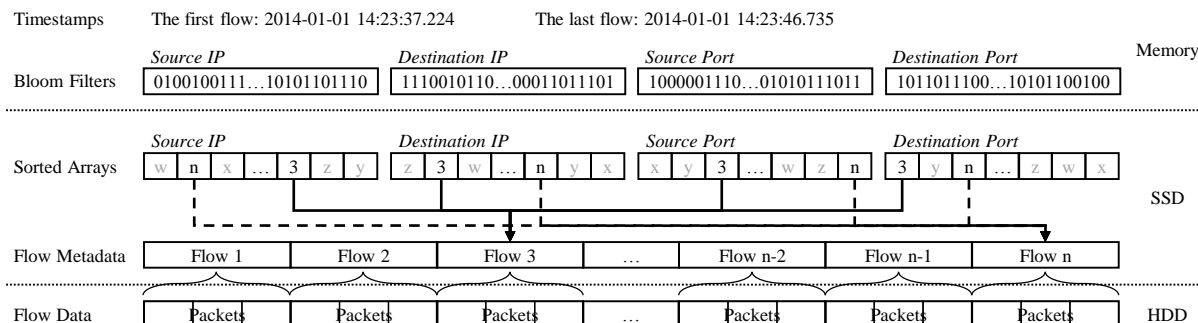 Timestamps The first flow: 2014-01-01 14:23:37.224 The last flow: 2014-01-01 14:23:46.735
Memory
Source IP Destination IP Source Port Destination Port
Bloom Filters 0100100111…10101101110 1110010110…00011011101 1000001110…01010111011 1011011100…10101100100
Source IP Destination IP Source Port Destination Port
Sorted Arrays w n x … 3 z y z 3 w … n y x x y 3 … w z n 3 y n … z w x
SSD
Flow Metadata Flow 1 Flow 2 Flow 3 … Flow n-2 Flow n-1 Flow n
Flow Data Packets Packets Packets … Packets Packets Packets HDD